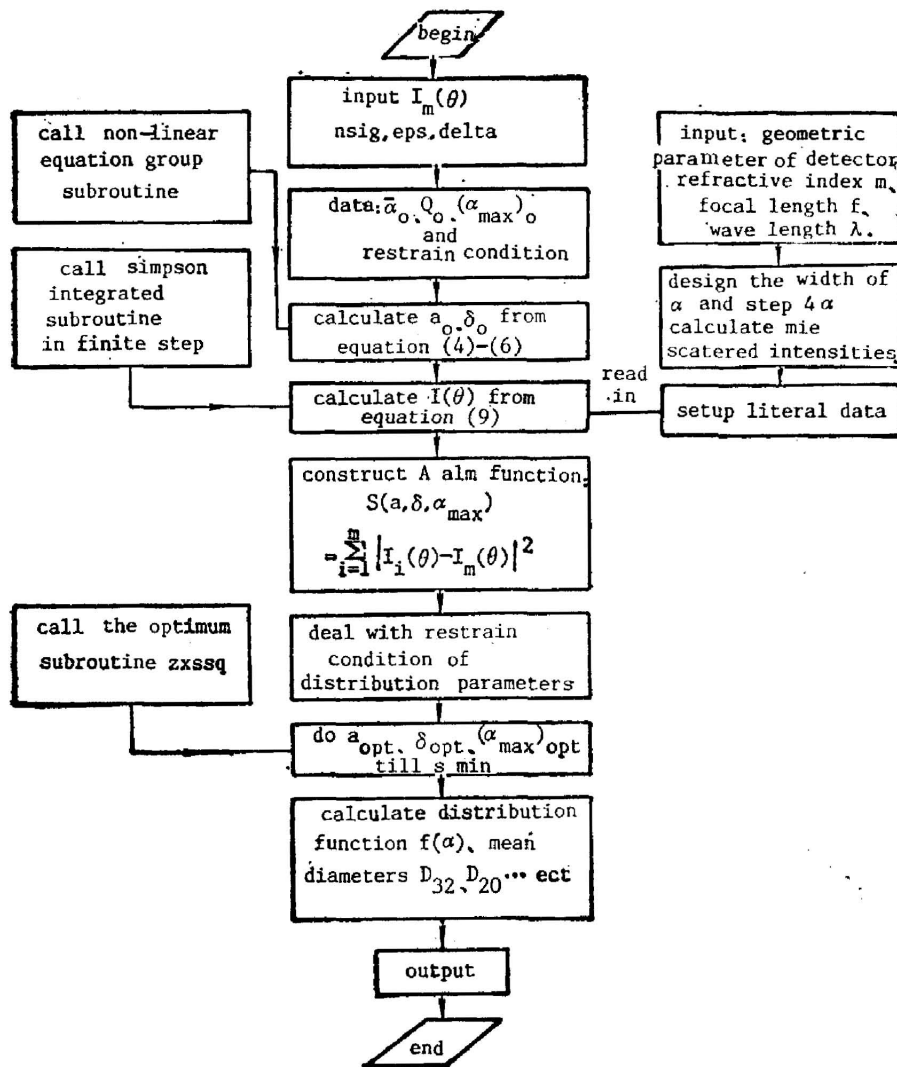 begin
input I_m(θ)
nsig,eps,delta
call non-linear
equation group
subroutine
input: geometric
parameter of detector,
refractive index m、
focal length f、
wave length λ.
data: ᾱ_o、Q_o、(α_max)_o
and
restrain condition
call simpson
integrated
subroutine
in finite step
design the width of
α and step 4α
calculate mie
scatered intensities
calculate a_o、δ_o from
equation (4)-(6)
read
in
calculate I(θ) from
equation (9)
setup literal data
construct A alm function:
S(a,δ,α_max)
=∑_{i=1}^{m}|I_i(θ)-I_m(θ)|^2
call the optimum
subroutine zxssq
deal with restrain
condition of
distribution parameters
do a_opt、δ_opt、(α_max)_opt
till s min
calculate distribution
function f(α)、mean
diameters D_32、D_20 ··· ect
output
end